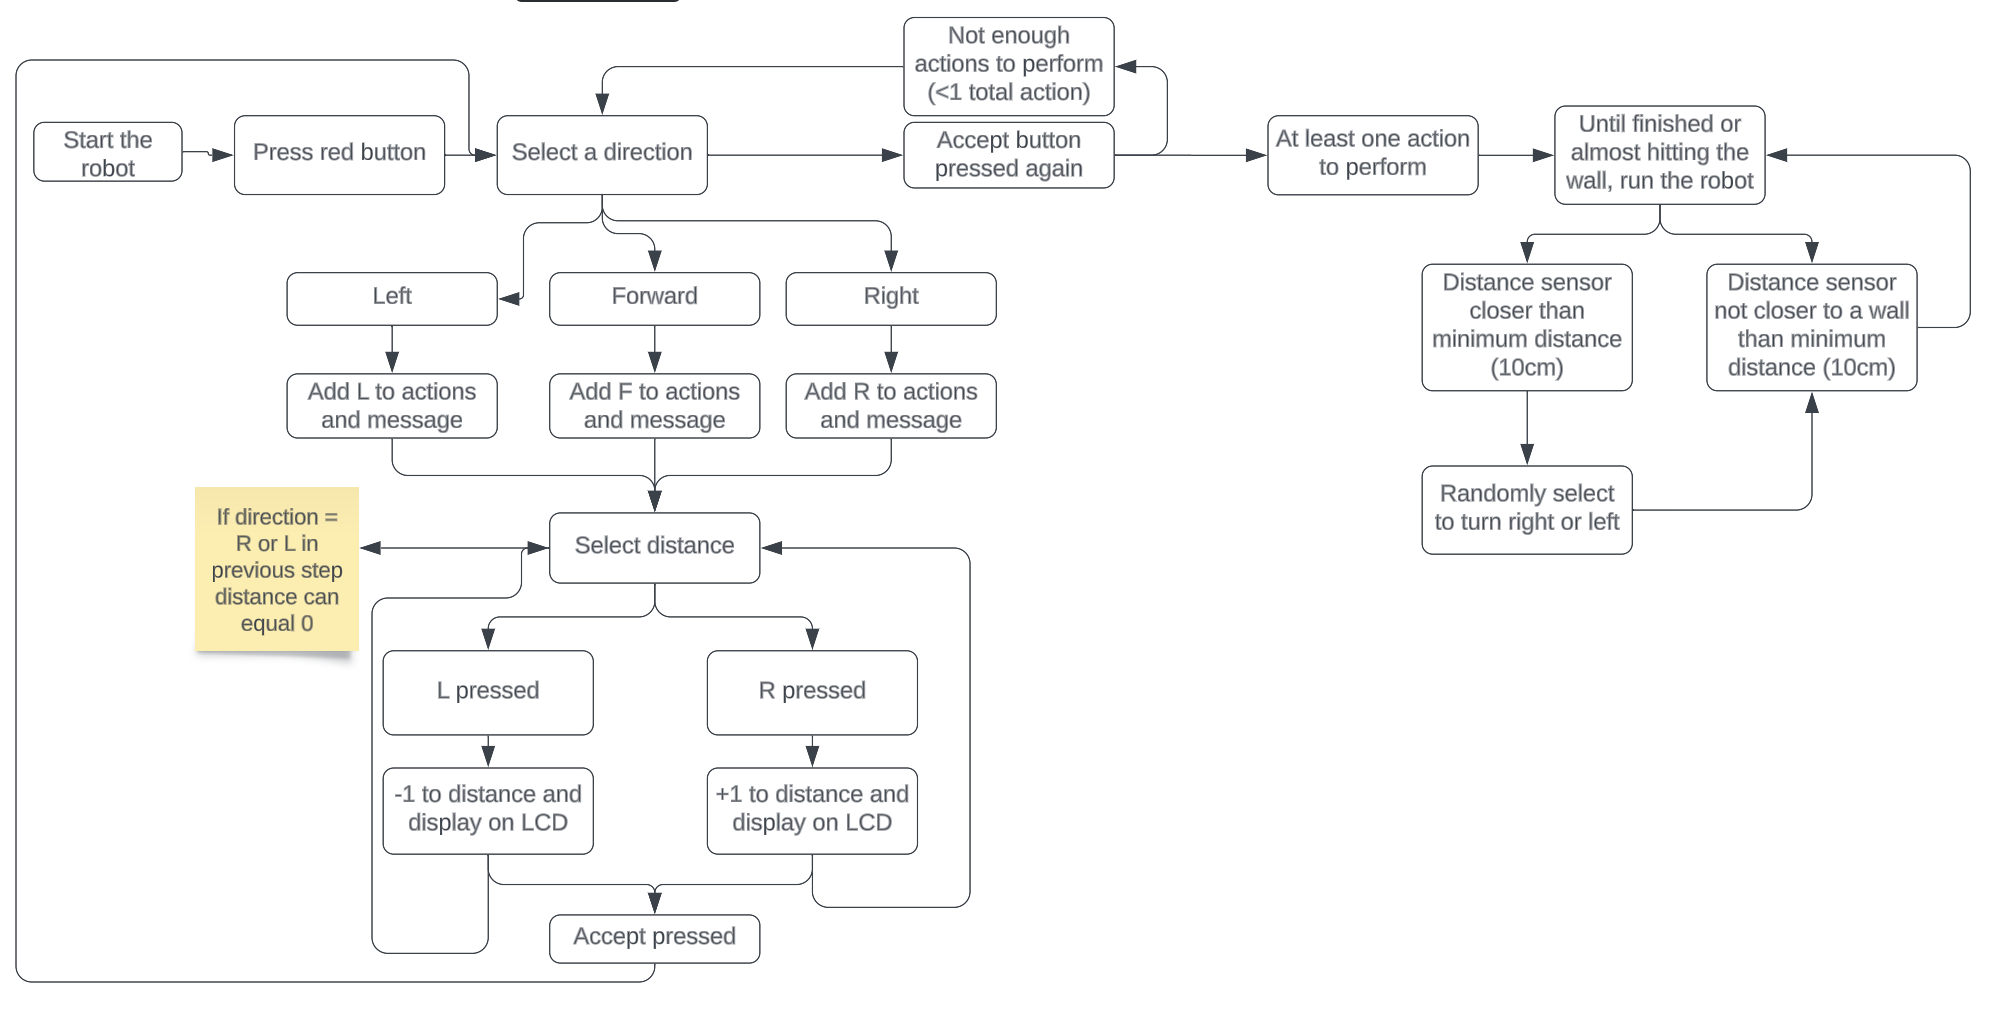 Not enough
actions to perform
(<1 total action)
Start the
robot
Press red button
Select a direction
Accept button
pressed again
At least one action
to perform
Until finished or
almost hitting the
wall, run the robot
Left
Forward
Right
Distance sensor
closer than
minimum distance
(10cm)
Distance sensor
not closer to a wall
than minimum
distance (10cm)
Add L to actions
and message
Add F to actions
and message
Add R to actions
and message
Randomly select
to turn right or left
If direction =
R or L in
previous step
distance can
equal 0
Select distance
L pressed
R pressed
-1 to distance and
display on LCD
+1 to distance and
display on LCD
Accept pressed